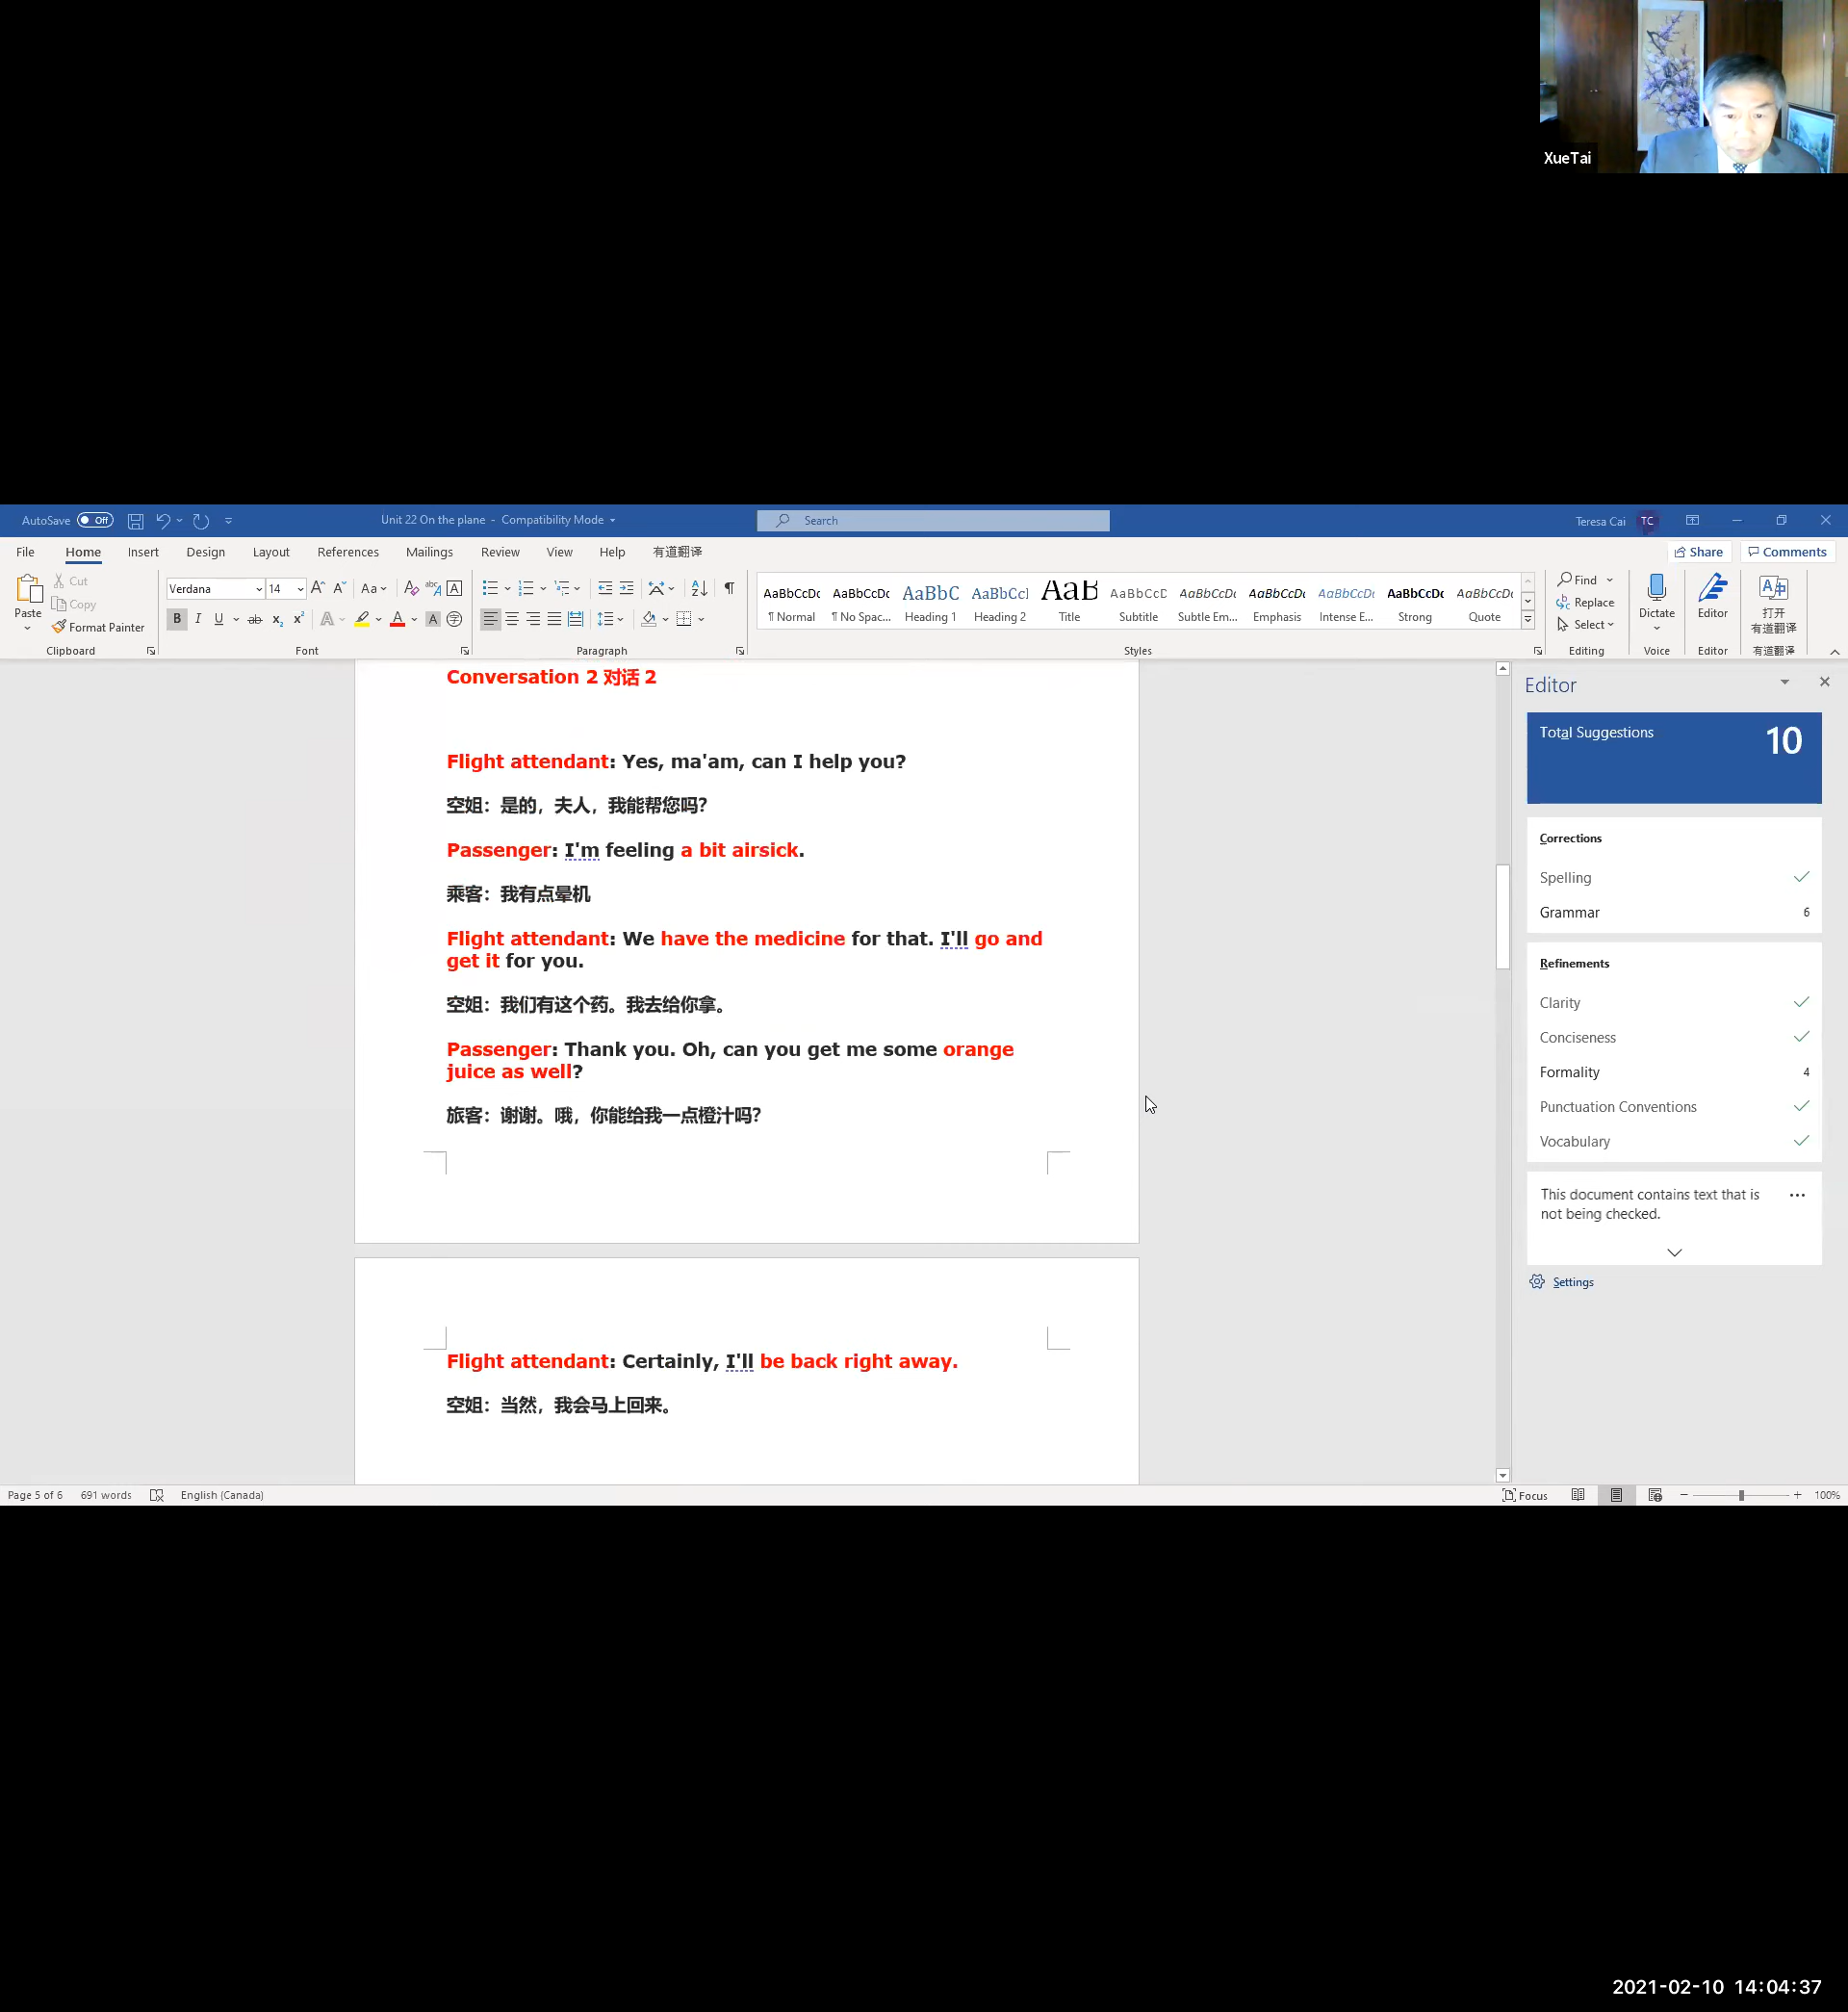 XueTai
AutoSave Off
Unit 22 On the plane - Compatibility Mode
Search
Teresa Cai TC
File Home Insert Design Layout References Mailings Review View Help 有道翻译
Share Comments
Paste
Cut
Copy
Format Painter
Clipboard
Verdana 14
Font
Paragraph
AaBbCcDc AaBbCcDc AaBbC AaBbCcI AaB AaBbCcD AaBbCcDc AaBbCcDc AaBbCcDc AaBbCcDc AaBbCcDc
¶ Normal ¶ No Spac... Heading 1 Heading 2 Title Subtitle Subtle Em... Emphasis Intense E... Strong Quote
Styles
Find
Replace
Select
Editing
Dictate
Voice
Editor
Editor
打开
有道翻译
有道翻译
Conversation 2 对话 2
Flight attendant: Yes, ma'am, can I help you?
空姐：是的，夫人，我能帮您吗？
Passenger: I'm feeling a bit airsick.
乘客：我有点晕机
Flight attendant: We have the medicine for that. I'll go and
get it for you.
空姐：我们有这个药。我去给你拿。
Passenger: Thank you. Oh, can you get me some orange
juice as well?
旅客：谢谢。哦，你能给我一点橙汁吗？
Flight attendant: Certainly, I'll be back right away.
空姐：当然，我会马上回来。
Editor
Total Suggestions 10
Corrections
Spelling
Grammar 6
Refinements
Clarity
Conciseness
Formality 4
Punctuation Conventions
Vocabulary
This document contains text that is
not being checked.
Settings
Page 5 of 6 691 words English (Canada)
Focus 100%
2021-02-10 14:04:37